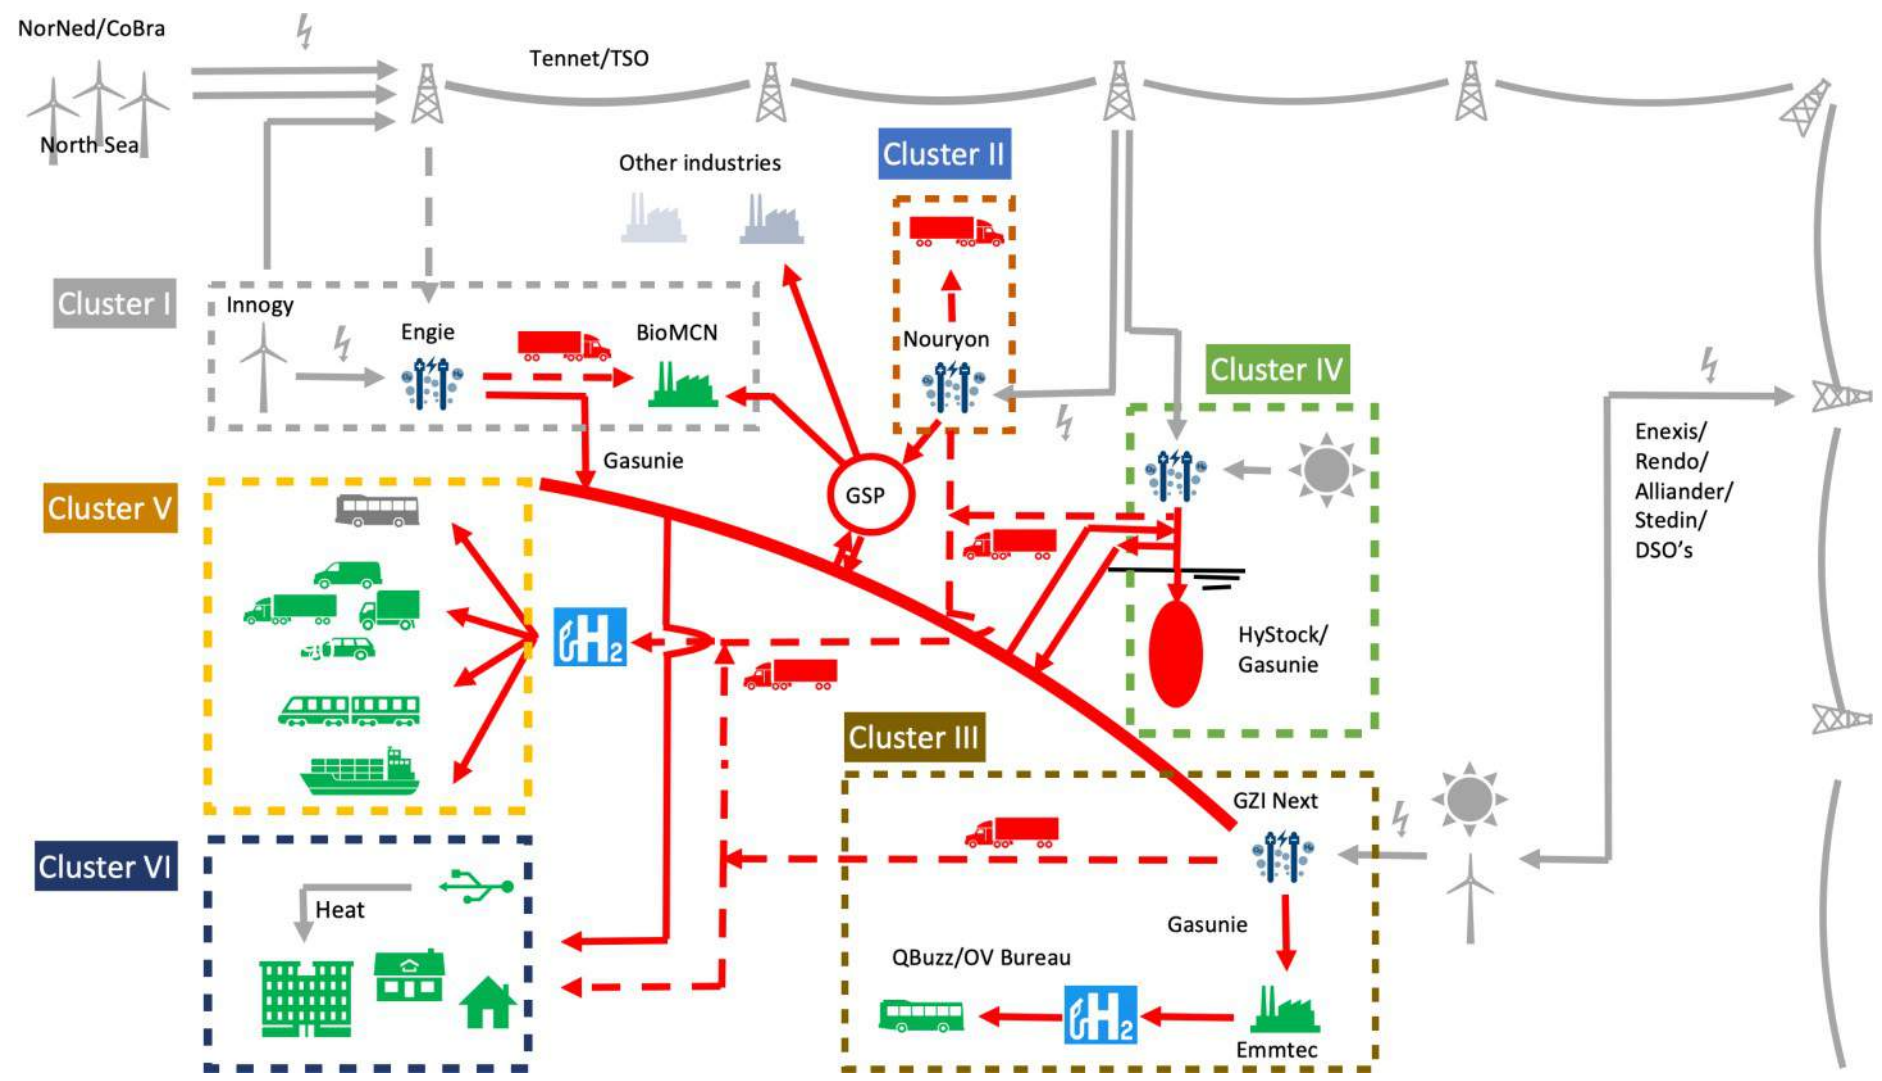 NorNed/CoBra
North Sea
Tennet/TSO
Other industries
Cluster II
Cluster I
Innogy
Engie
BioMCN
Nouryon
Cluster IV
Gasunie
GSP
Enexis/
Rendo/
Alliander/
Stedin/
DSO's
Cluster V
H2
HyStock/
Gasunie
Cluster III
GZI Next
Cluster VI
Heat
Gasunie
QBuzz/OV Bureau
H2
Emmtec